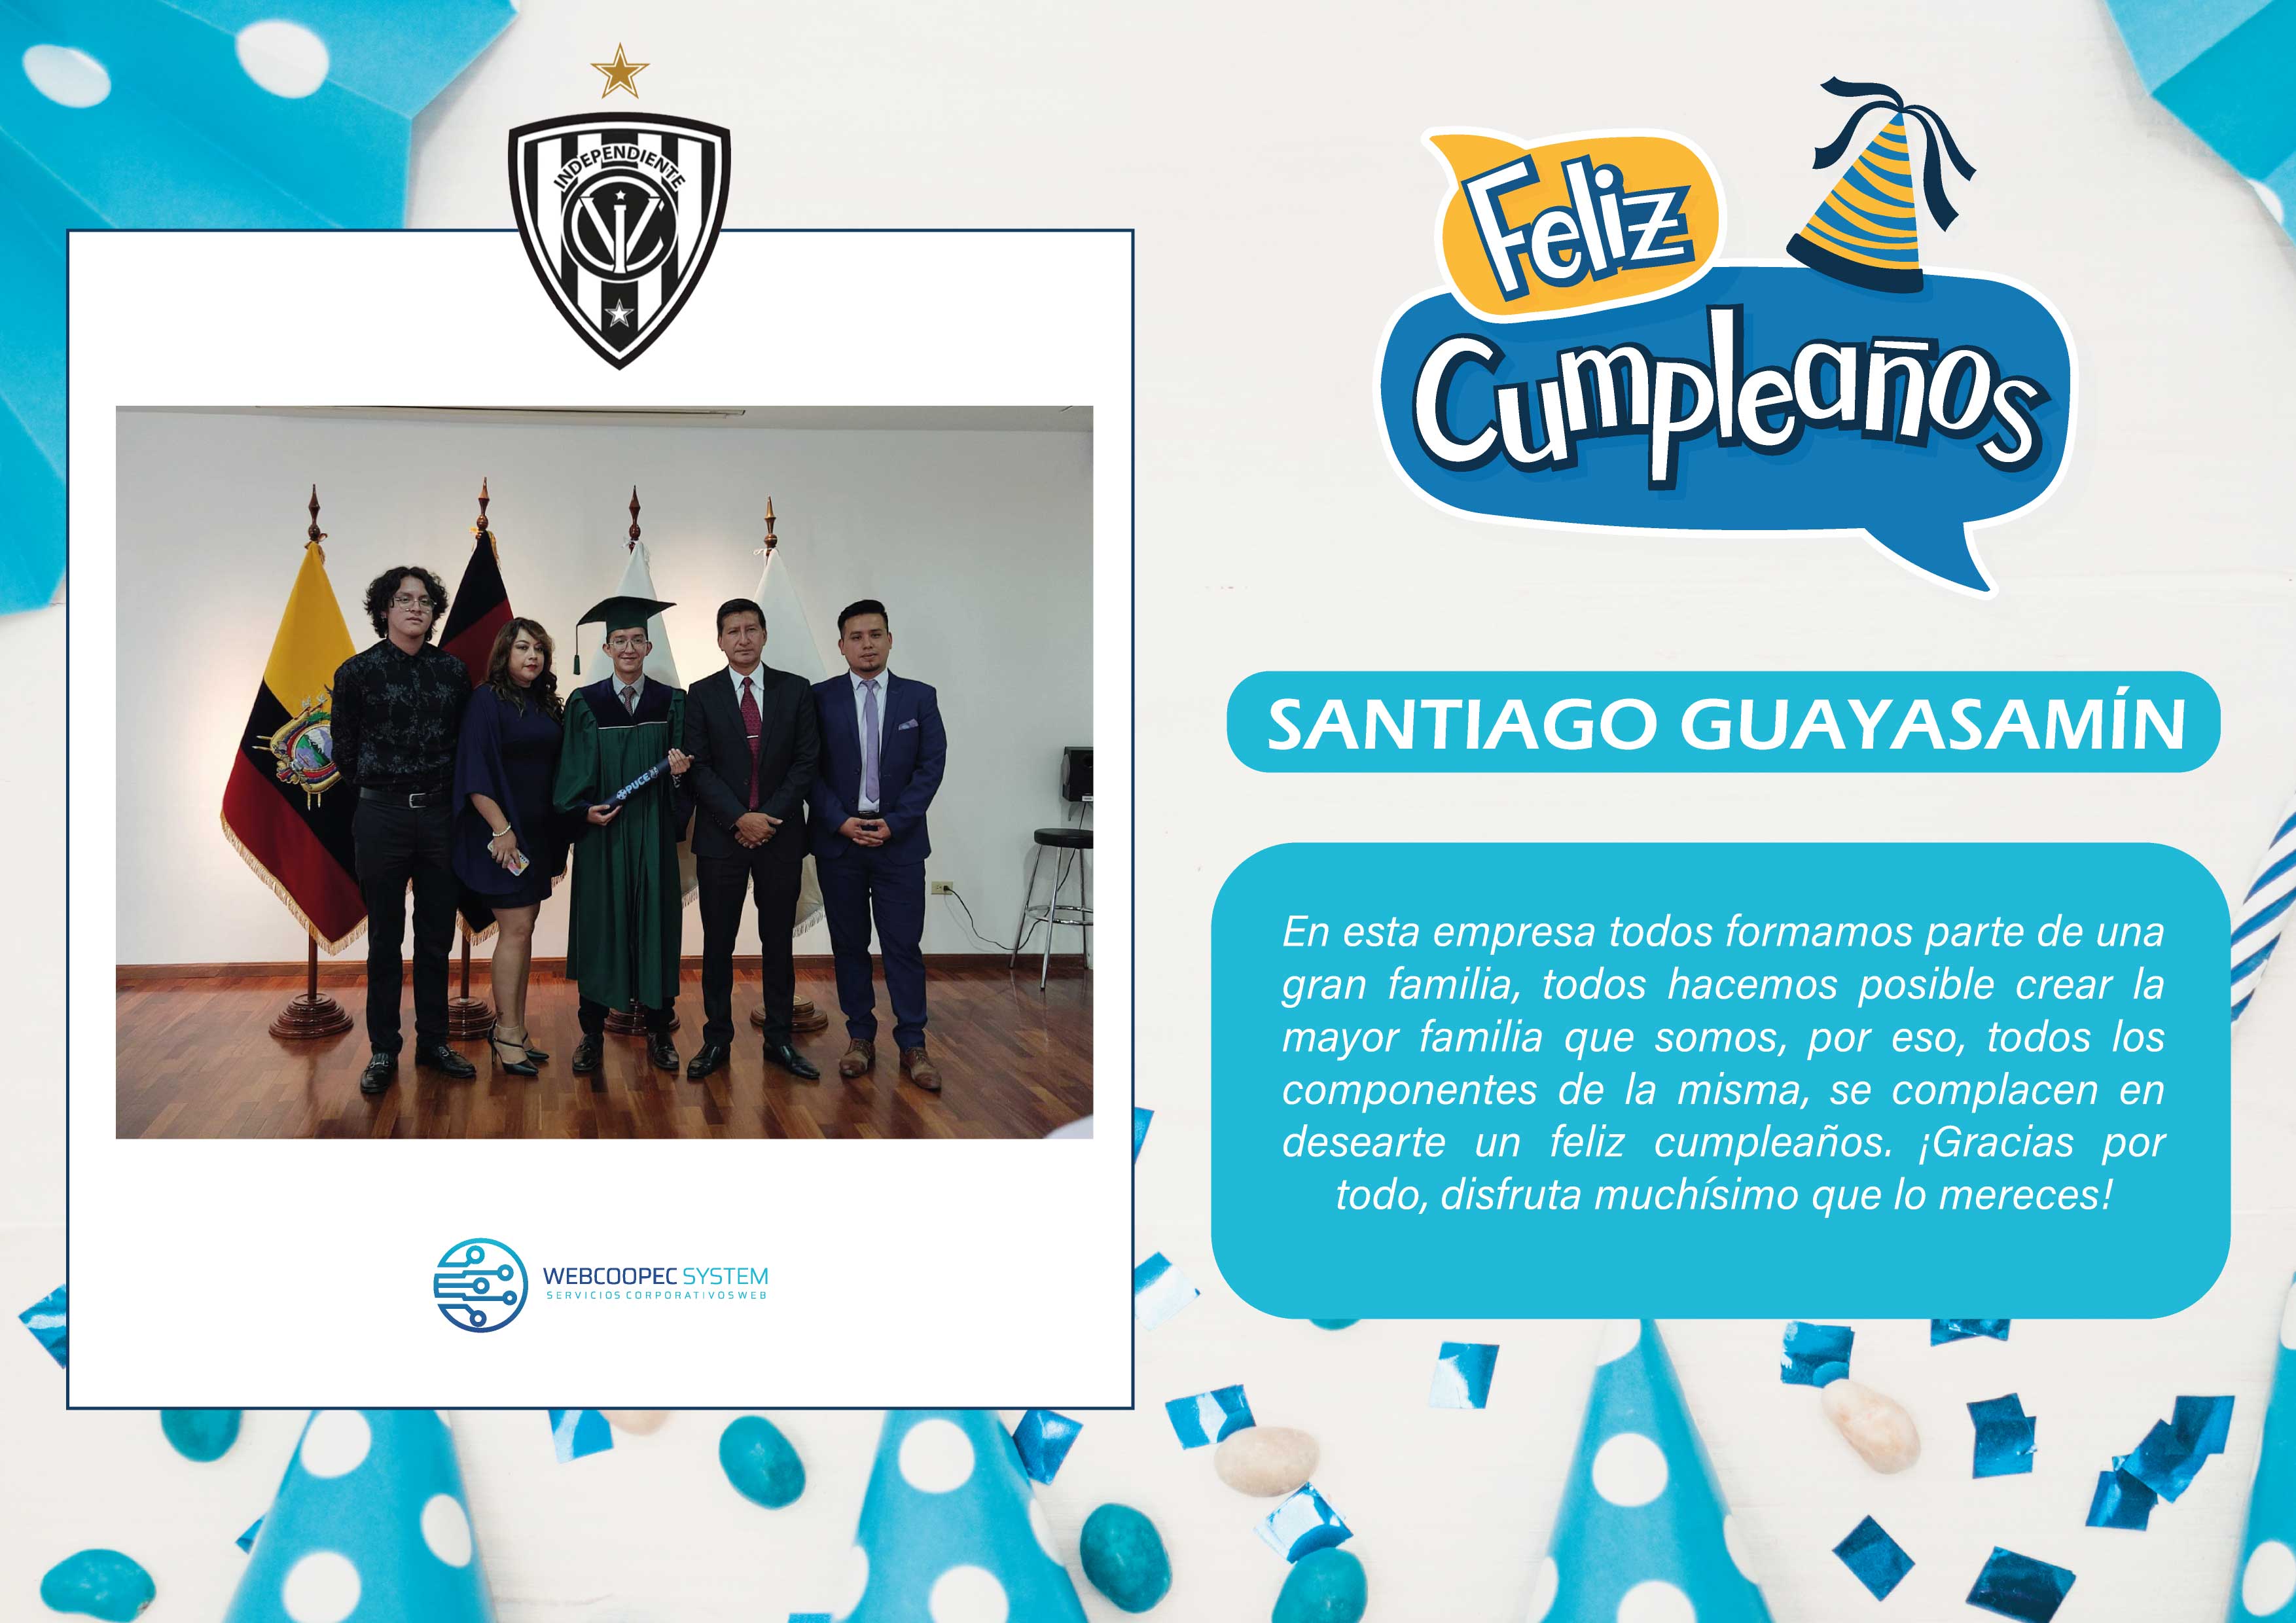 INDEPENDIENTE
Feliz
Cumpleaños
SANTIAGO GUAYASAMÍN
PUCE
En esta empresa todos formamos parte de una
gran familia, todos hacemos posible crear la
mayor familia que somos, por eso, todos los
componentes de la misma, se complacen en
desearte un feliz cumpleaños. ¡Gracias por
todo, disfruta muchísimo que lo mereces!
WEBCOOPEC SYSTEM
SERVICIOS CORPORATIVOS WEB